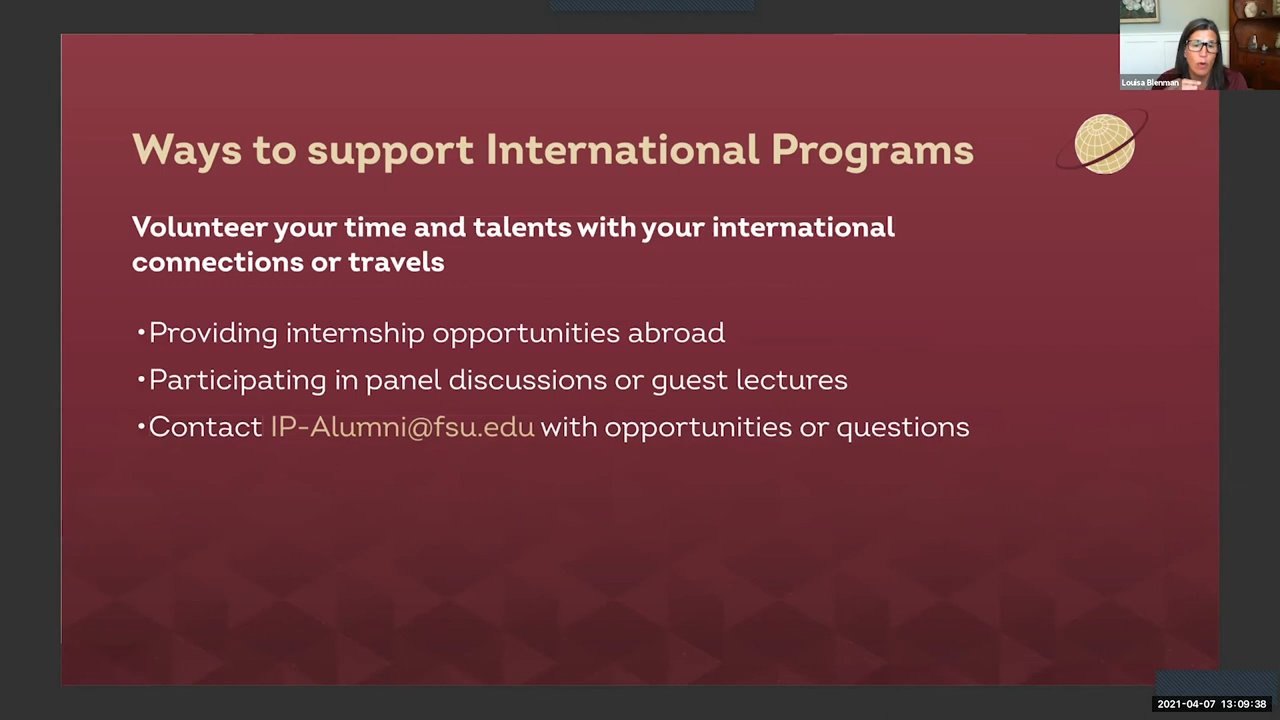 Louisa Blenman
Ways to support International Programs
Volunteer your time and talents with your international
connections or travels
•Providing internship opportunities abroad
•Participating in panel discussions or guest lectures
•Contact IP-Alumni@fsu.edu with opportunities or questions
2021-04-07 13:09:38